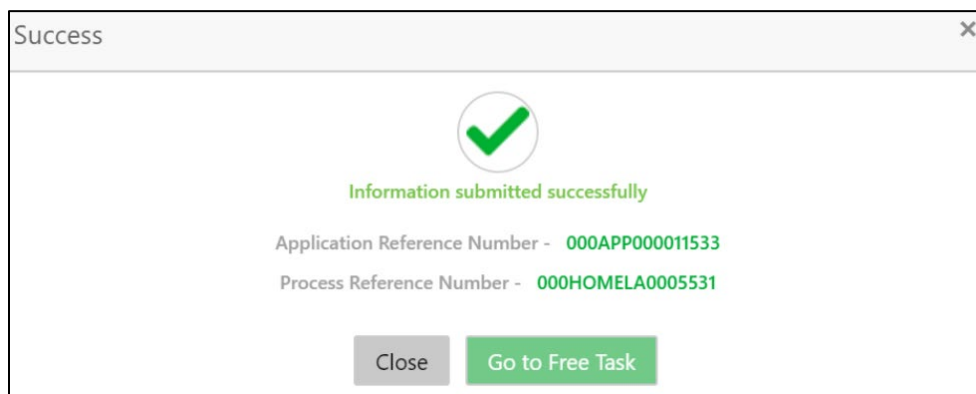 Success
Information submitted successfully
Application Reference Number - 000APP000011533
Process Reference Number - 000HOMELA0005531
Close Go to Free Task